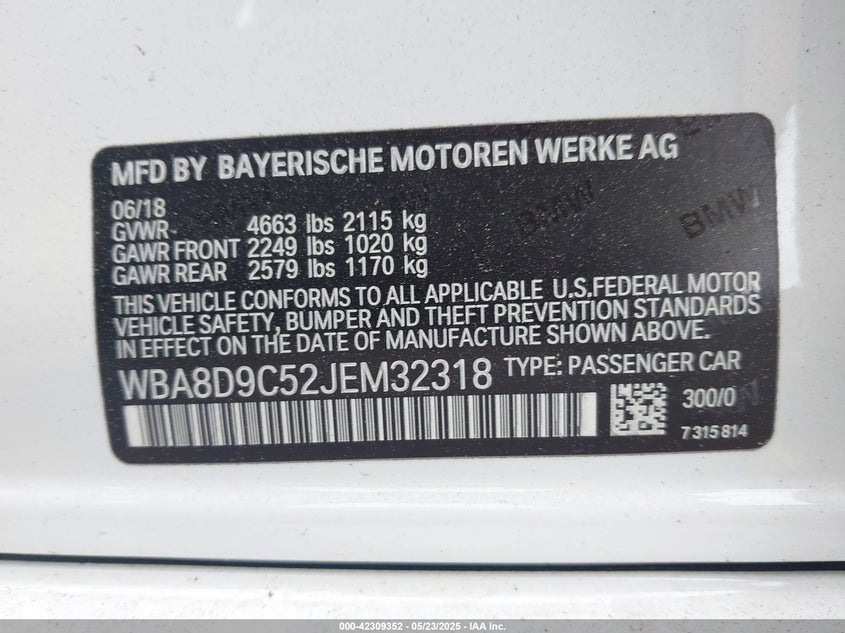 MFD BY BAYERISCHE MOTOREN WERKE AG
06/18
GVWR 4663 lbs 2115 kg
GAWR FRONT 2249 lbs 1020 kg
GAWR REAR 2579 lbs 1170 kg
THIS VEHICLE CONFORMS TO ALL APPLICABLE U.S.FEDERAL MOTOR
VEHICLE SAFETY, BUMPER AND THEFT PREVENTION STANDARDS
IN EFFECT ON THE DATE OF MANUFACTURE SHOWN ABOVE.
WBA8D9C52JEM32318 TYPE: PASSENGER CAR
300/0
7315814
BMW
BMW
000-42309352 - 05/23/2025 - IAA Inc.